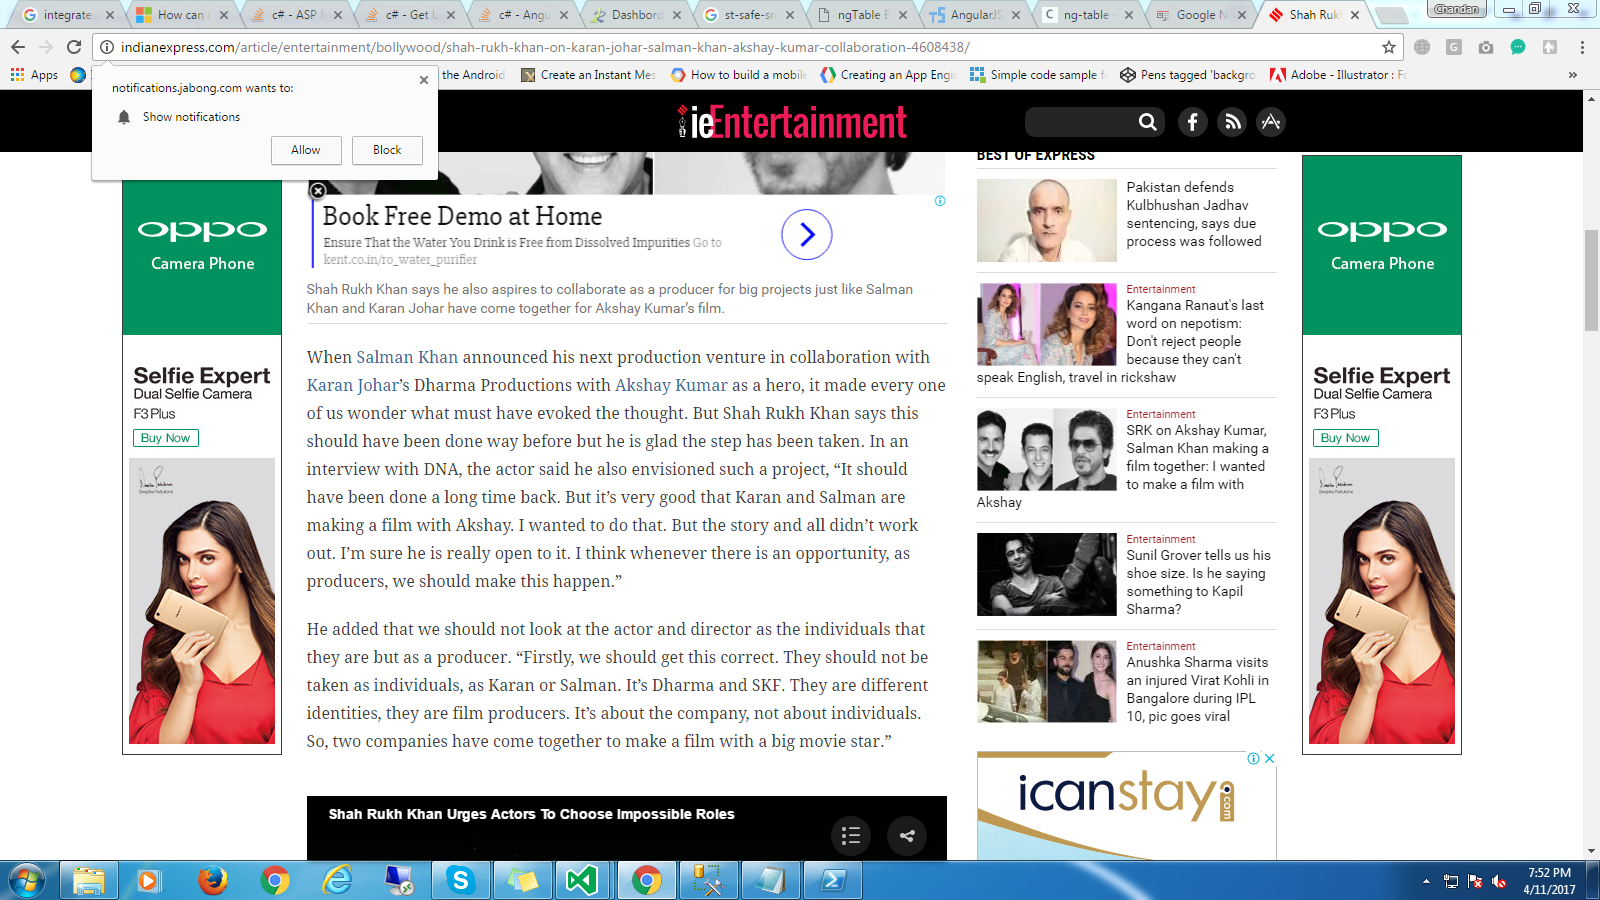 integrate
How can
c# - ASP
c# - Get U
c# - Angu
Dashbord
st-safe-sr
ngTable E
AngularJS
ng-table
Google N
Shah Rukh
Chandan
indianexpress.com/article/entertainment/bollywood/shah-rukh-khan-on-karan-johar-salman-khan-akshay-kumar-collaboration-4608438/
Apps
the Android
Create an Instant Mes
How to build a mobile
Creating an App Engi
Simple code sample f
Pens tagged 'backgro
Adobe - Illustrator : Fo
notifications.jabong.com wants to:
Show notifications
Allow
Block
ieEntertainment
oppo
Camera Phone
Selfie Expert
Dual Selfie Camera
F3 Plus
Buy Now
Deepika Padukone
Book Free Demo at Home
Ensure That the Water You Drink is Free from Dissolved Impurities Go to
kent.co.in/ro_water_purifier
Shah Rukh Khan says he also aspires to collaborate as a producer for big projects just like Salman
Khan and Karan Johar have come together for Akshay Kumar's film.
When Salman Khan announced his next production venture in collaboration with
Karan Johar’s Dharma Productions with Akshay Kumar as a hero, it made every one
of us wonder what must have evoked the thought. But Shah Rukh Khan says this
should have been done way before but he is glad the step has been taken. In an
interview with DNA, the actor said he also envisioned such a project, “It should
have been done a long time back. But it’s very good that Karan and Salman are
making a film with Akshay. I wanted to do that. But the story and all didn’t work
out. I’m sure he is really open to it. I think whenever there is an opportunity, as
producers, we should make this happen.”
He added that we should not look at the actor and director as the individuals that
they are but as a producer. “Firstly, we should get this correct. They should not be
taken as individuals, as Karan or Salman. It’s Dharma and SKF. They are different
identities, they are film producers. It’s about the company, not about individuals.
So, two companies have come together to make a film with a big movie star.”
Shah Rukh Khan Urges Actors To Choose Impossible Roles
BEST OF EXPRESS
Pakistan defends
Kulbhushan Jadhav
sentencing, says due
process was followed
Entertainment
Kangana Ranaut's last
word on nepotism:
Don't reject people
because they can't
speak English, travel in rickshaw
Entertainment
SRK on Akshay Kumar,
Salman Khan making a
film together: I wanted
to make a film with
Akshay
Entertainment
Sunil Grover tells us his
shoe size. Is he saying
something to Kapil
Sharma?
Entertainment
Anushka Sharma visits
an injured Virat Kohli in
Bangalore during IPL
10, pic goes viral
icanstay.com
oppo
Camera Phone
Selfie Expert
Dual Selfie Camera
F3 Plus
Buy Now
Deepika Padukone
7:52 PM
4/11/2017